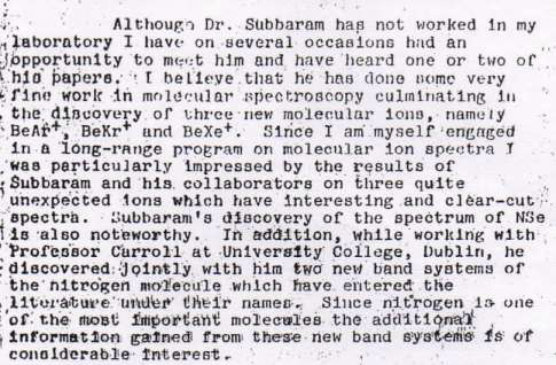 Although Dr. Subbaram has not worked in my
laboratory I have on several occasions had an
opportunity to meet him and have heard one or two of
his papers. I believe that he has done some very
fine work in molecular spectroscopy culminating in
the discovery of three new molecular ions, namely
BeAr+, BeKr+ and BeXe+. Since I am myself engaged
in a long-range program on molecular ion spectra I
was particularly impressed by the results of
Subbaram and his collaborators on three quite
unexpected ions which have interesting and clear-cut
spectra. Subbaram's discovery of the spectrum of NSe
is also noteworthy. In addition, while working with
Professor Carroll at University College, Dublin, he
discovered jointly with him two new band systems of
the nitrogen molecule which have entered the
literature under their names. Since nitrogen is one
of the most important molecules the additional
information gained from these new band systems is of
considerable interest.